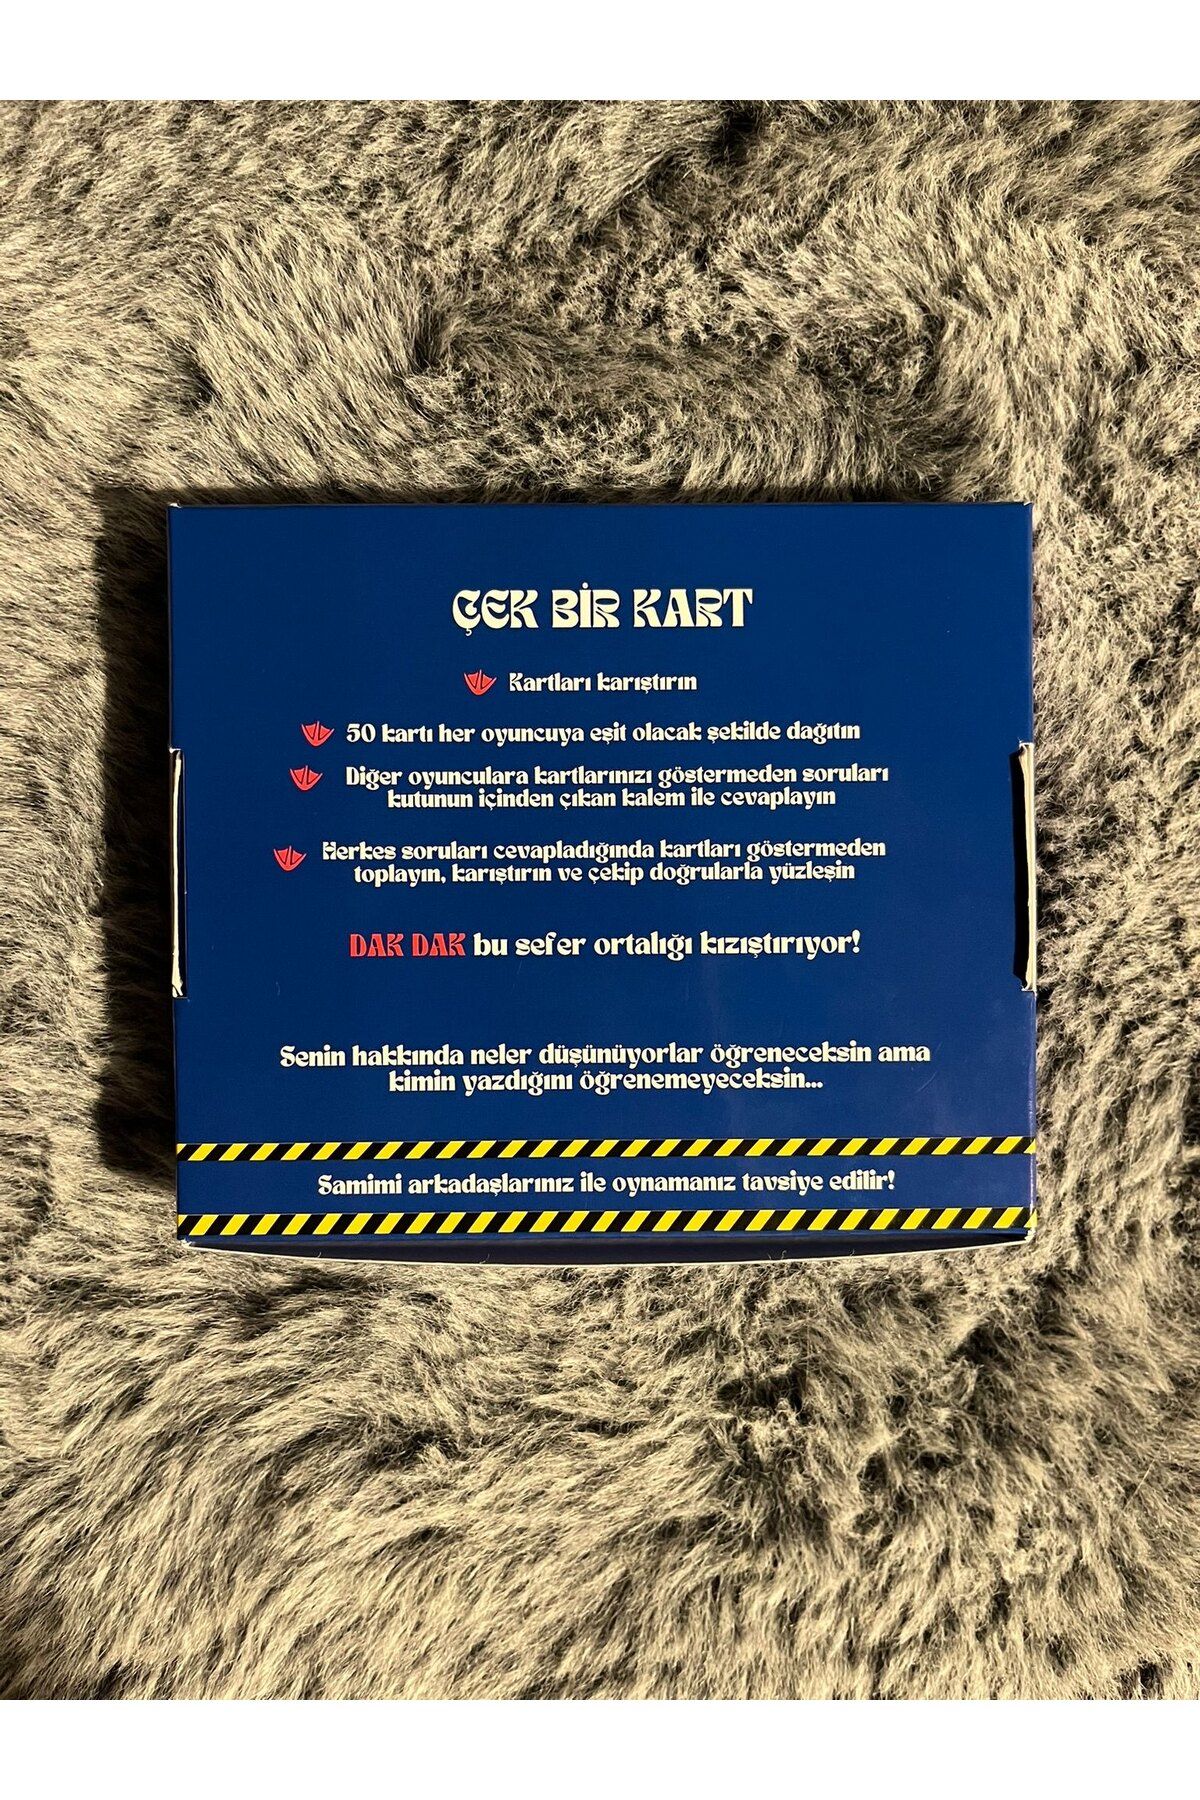 ÇEK BİR KART
Kartları karıştırın
50 kartı her oyuncuya eşit olacak şekilde dağıtın
Diğer oyunculara kartlarınızı göstermeden soruları
kutunun içinden çıkan kalem ile cevaplayın
Herkes soruları cevapladığında kartları göstermeden
toplayın, karıştırın ve çekip doğrularla yüzleşin
DAK DAK bu sefer ortalığı kızıştırıyor!
Senin hakkında neler düşünüyorlar öğreneceksin ama
kimin yazdığını öğrenemeyeceksin...
Samimi arkadaşlarınız ile oynamanız tavsiye edilir!